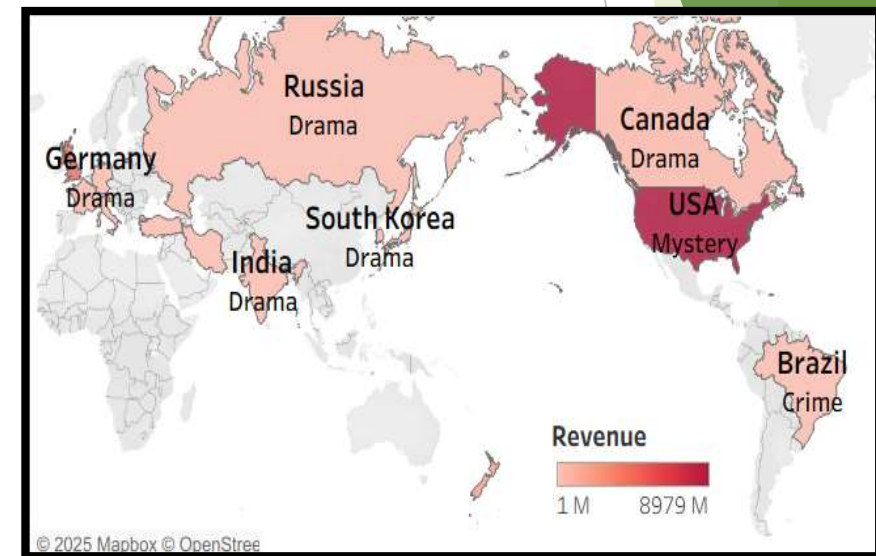 Russia
Drama
Canada
Drama
Germany
Drama
USA
Mystery
South Korea
Drama
India
Drama
Brazil
Crime
Revenue
1 M 8979 M
© 2025 Mapbox © OpenStree